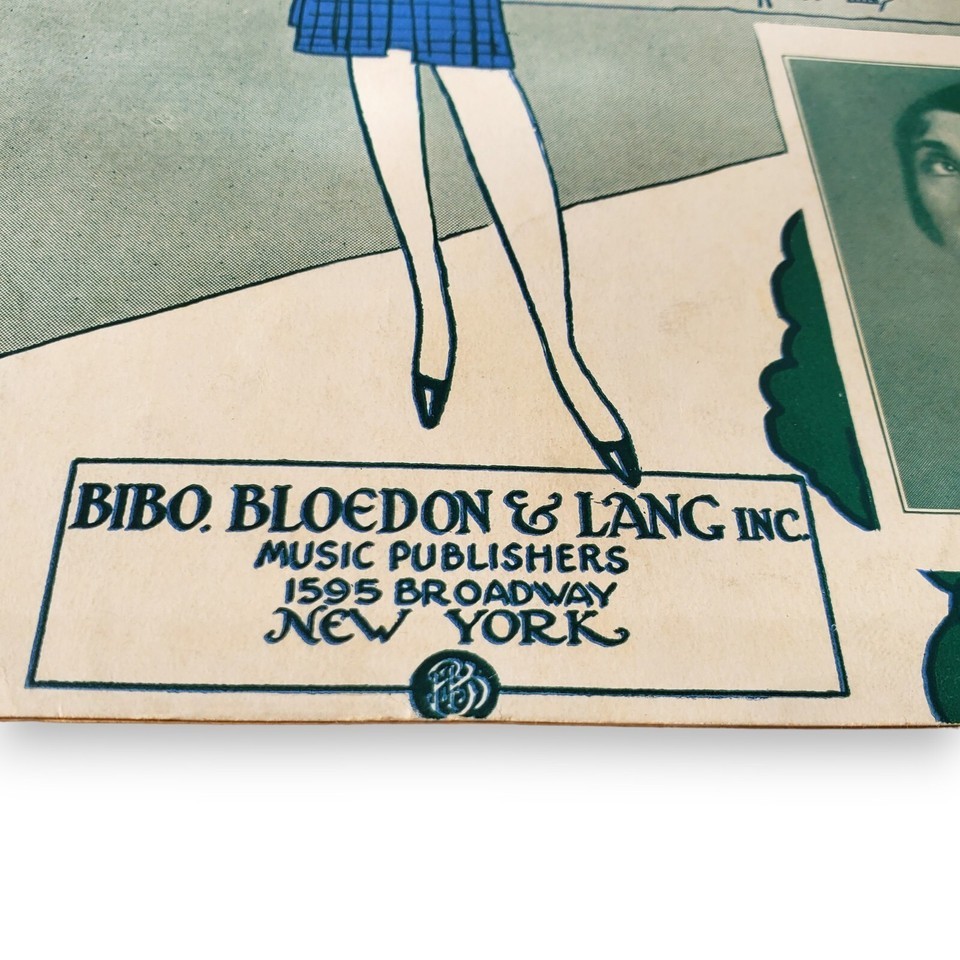 BIBO, BLOEDON & LANG INC.
MUSIC PUBLISHERS
1595 BROADWAY
NEW YORK